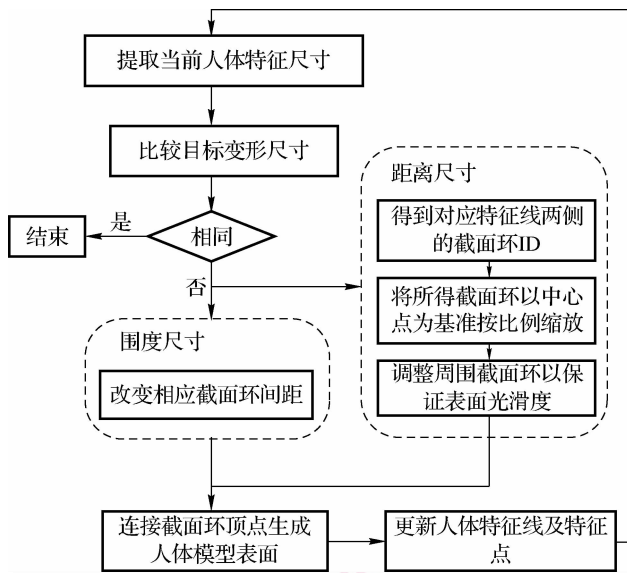 提取当前人体特征尺寸
比较目标变形尺寸
距离尺寸
得到对应特征线两侧
的截面环ID
结束
是
相同
否
将所得截面环以中心
点为基准按比例缩放
围度尺寸
改变相应截面环间距
调整周围截面环以保
证表面光滑度
连接截面环顶点生成
人体模型表面
更新人体特征线及特征
点